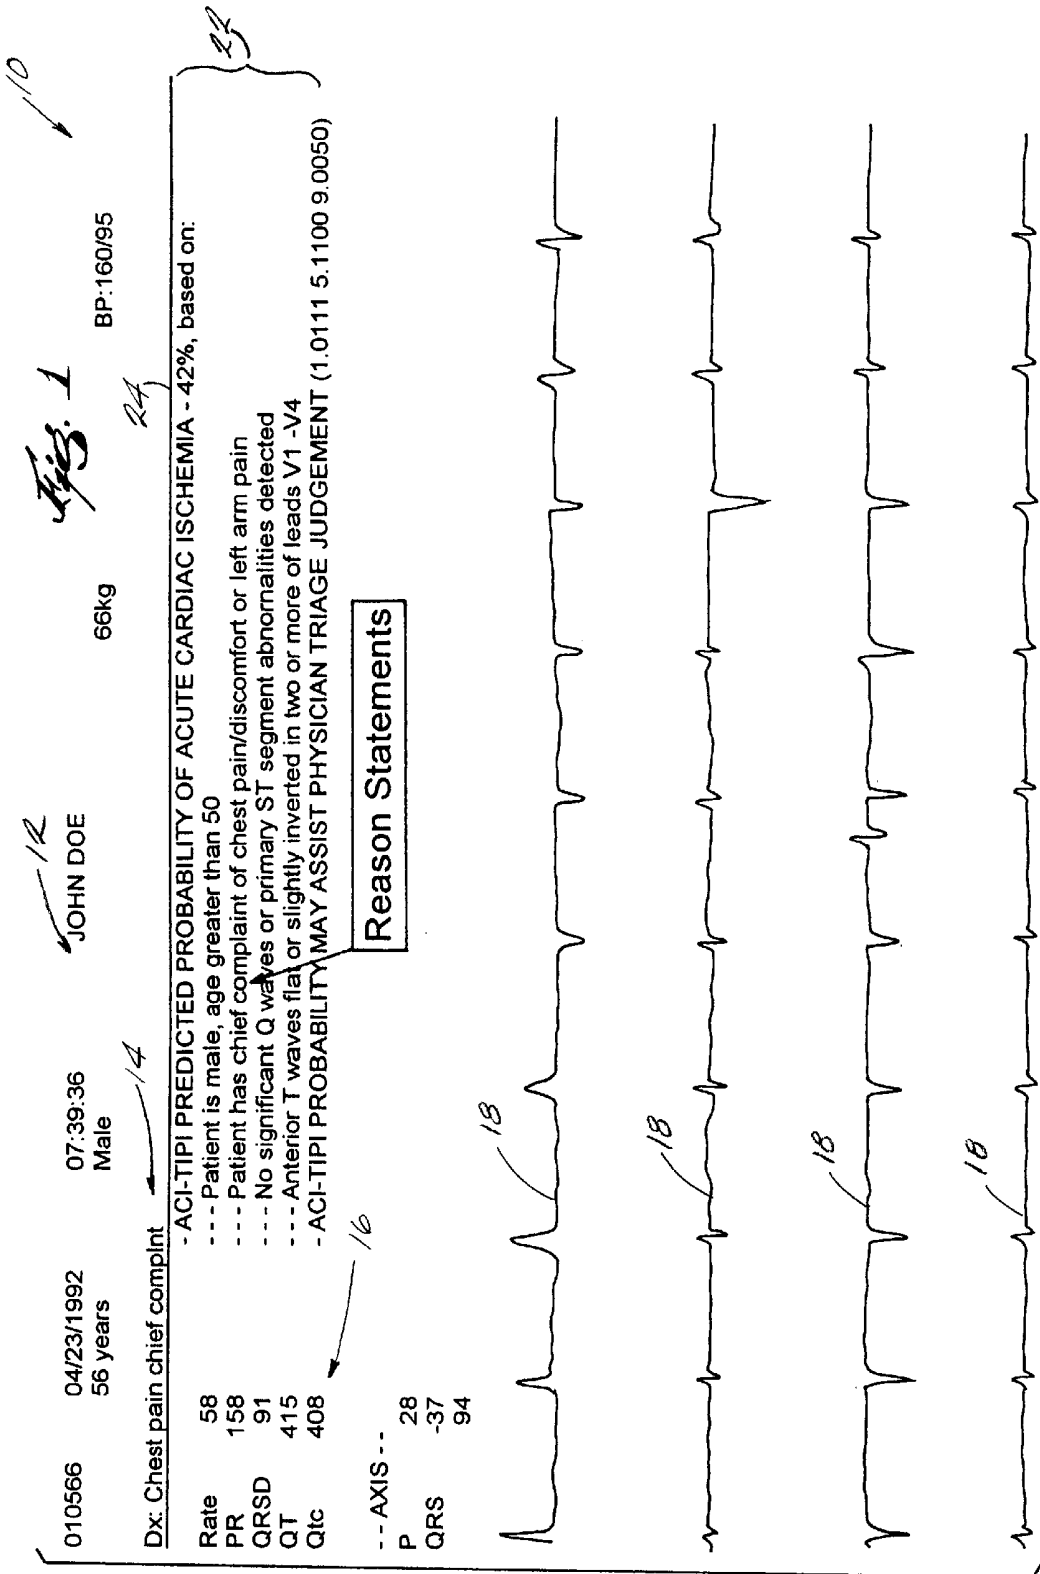 Fig. 1
10
12
010566 04/23/1992 07:39:36 JOHN DOE
56 years Male 66kg BP:160/95
14
24
Dx: Chest pain chief complnt
- ACI-TIPI PREDICTED PROBABILITY OF ACUTE CARDIAC ISCHEMIA - 42%, based on:
- - - Patient is male, age greater than 50
- - - Patient has chief complaint of chest pain/discomfort or left arm pain
- - - No significant Q waves or primary ST segment abnornalities detected
- - - Anterior T waves flat or slightly inverted in two or more of leads V1 -V4
- ACI-TIPI PROBABILITY MAY ASSIST PHYSICIAN TRIAGE JUDGEMENT (1.0111 5.1100 9.0050)
22
Rate 58
PR 158
QRSD 91
QT 415
Qtc 408
16
Reason Statements
- - AXIS - -
P 28
QRS -37
94
18
18
18
18